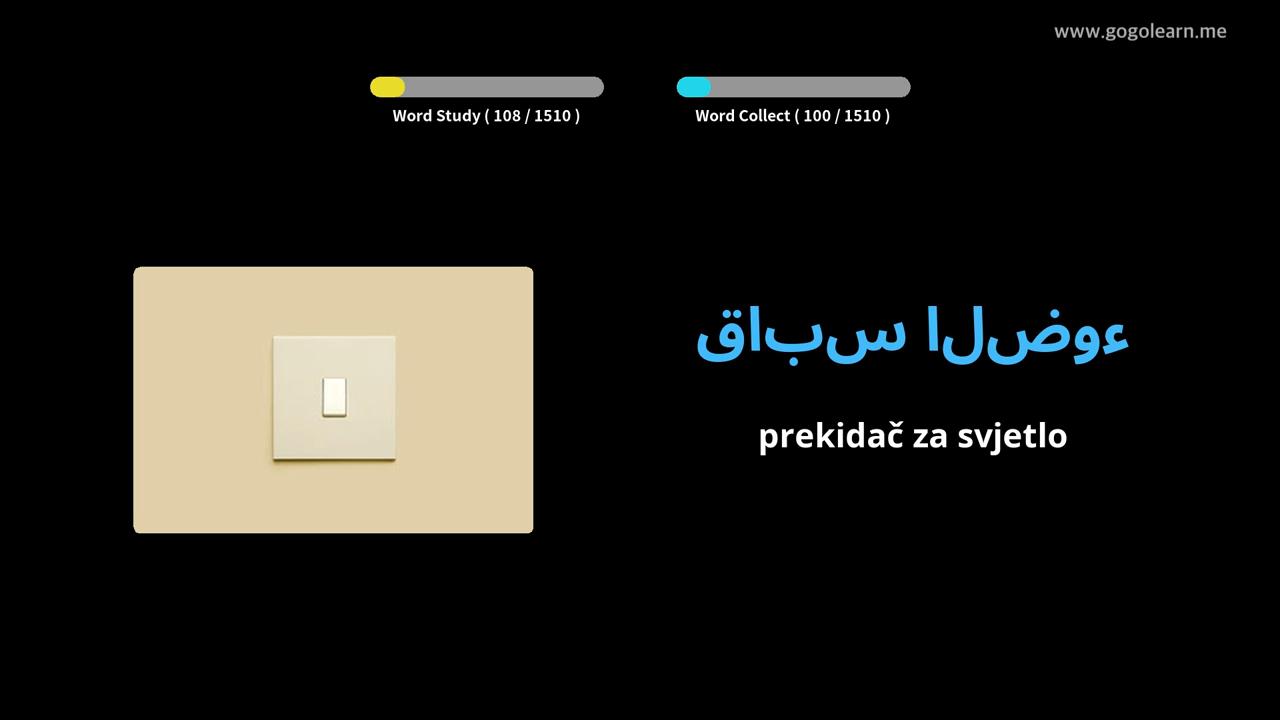 www.gogolearn.me
Word Study ( 108 / 1510 )
Word Collect ( 100 / 1510 )
قابس الضوء
prekidač za svjetlo